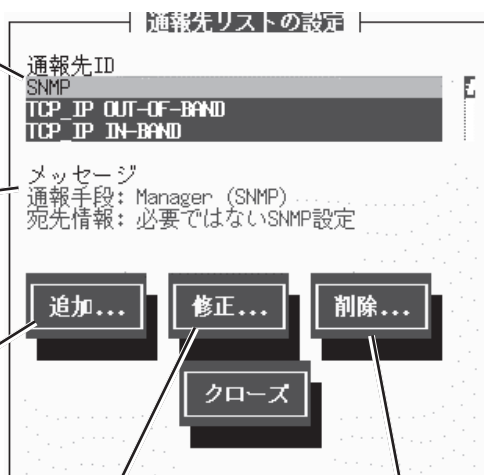 通報先リストの設定
通報先ID
SNMP
TCP_IP OUT-OF-BAND
TCP_IP IN-BAND
メッセージ
通報手段: Manager (SNMP)
宛先情報: 必要ではないSNMP設定
追加... 修正... 削除...
クローズ